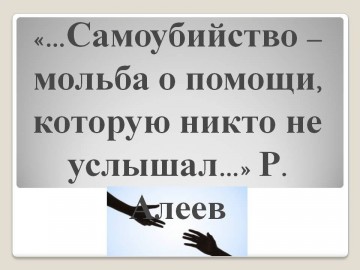 «...Самоубийство –
мольба о помощи,
которую никто не
услышал...» Р.
Алеев